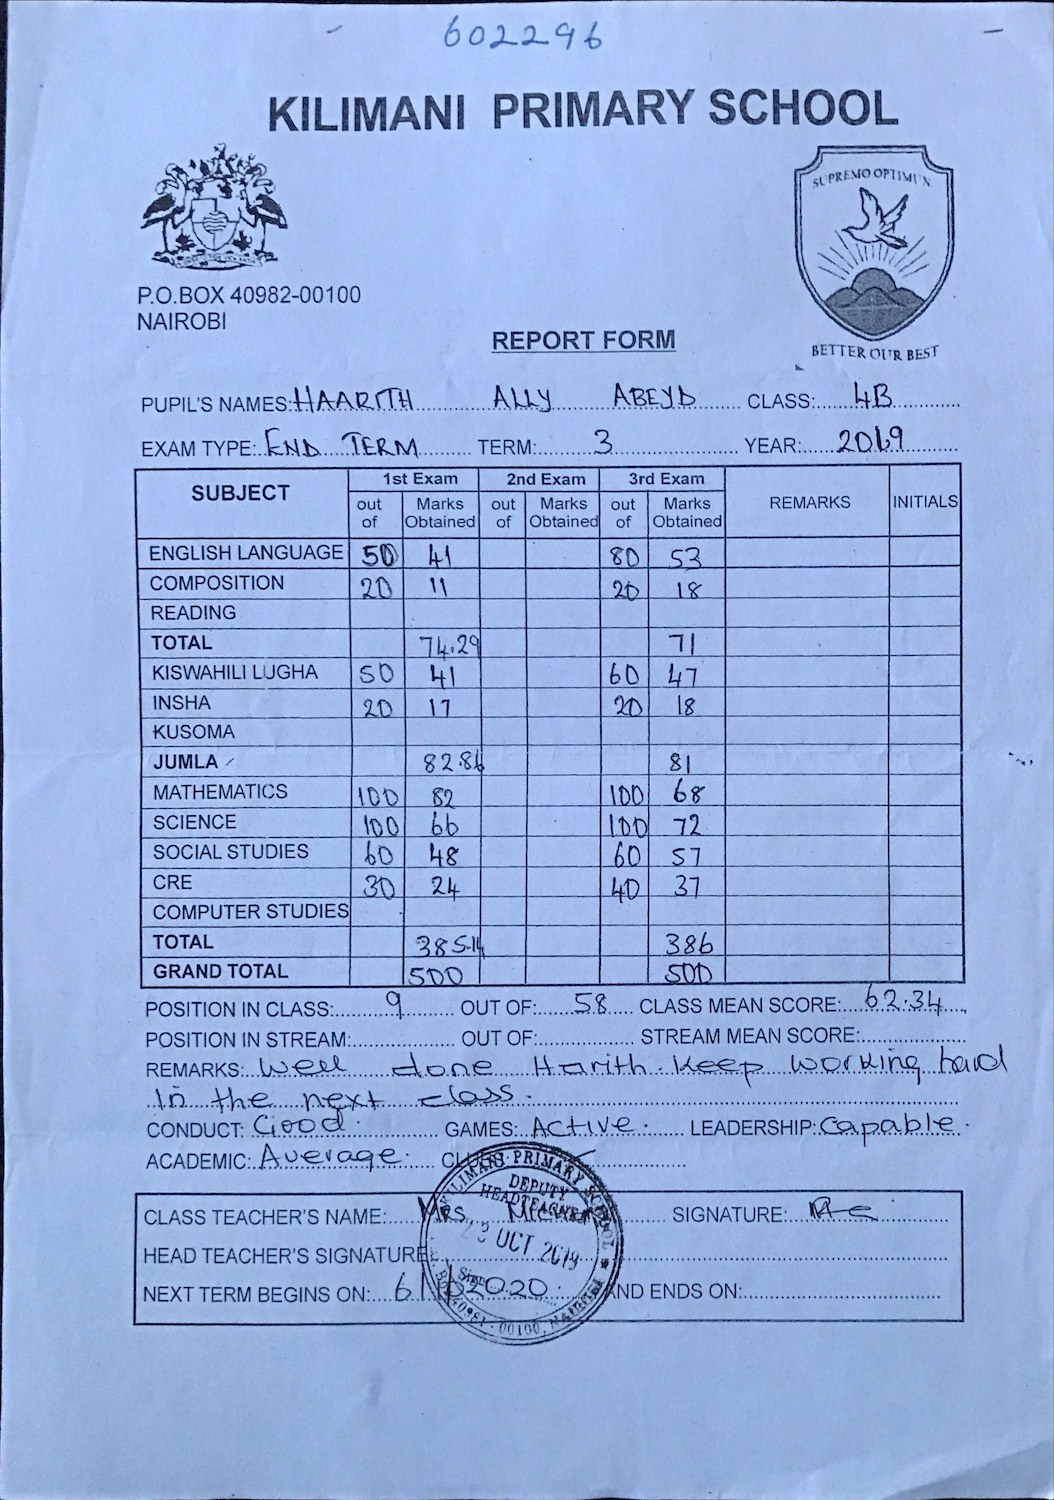 602296
KILIMANI PRIMARY SCHOOL
SUPREMO OPTIMUN
BETTER OUR BEST
P.O.BOX 40982-00100
NAIROBI
REPORT FORM
PUPIL'S NAMES: HAARITH ALLY ABEYD CLASS: 4B
EXAM TYPE: END TERM TERM: 3 YEAR: 2019
SUBJECT 1st Exam 2nd Exam 3rd Exam REMARKS INITIALS
out of Marks Obtained out of Marks Obtained out of Marks Obtained
ENGLISH LANGUAGE 50 41 80 53
COMPOSITION 20 11 20 18
READING
TOTAL 74.29 71
KISWAHILI LUGHA 50 41 60 47
INSHA 20 17 20 18
KUSOMA
JUMLA 82.86 81
MATHEMATICS 100 82 100 68
SCIENCE 100 66 100 72
SOCIAL STUDIES 60 48 60 57
CRE 30 24 40 37
COMPUTER STUDIES
TOTAL 385.14 386
GRAND TOTAL 500 500
POSITION IN CLASS: 9 OUT OF: 58 CLASS MEAN SCORE: 62.34
POSITION IN STREAM: OUT OF: STREAM MEAN SCORE:
REMARKS: Well done Harith. Keep working hard
in the next class.
CONDUCT: Good. GAMES: Active. LEADERSHIP: Capable.
ACADEMIC: Average.
KILIMANI PRIMARY SCHOOL
DEPUTY
HEADTEACHER
OCT 2019
CLASS TEACHER'S NAME: Mrs. SIGNATURE:
HEAD TEACHER'S SIGNATURE
NEXT TERM BEGINS ON: 2020 AND ENDS ON:
00100, NAIROBI